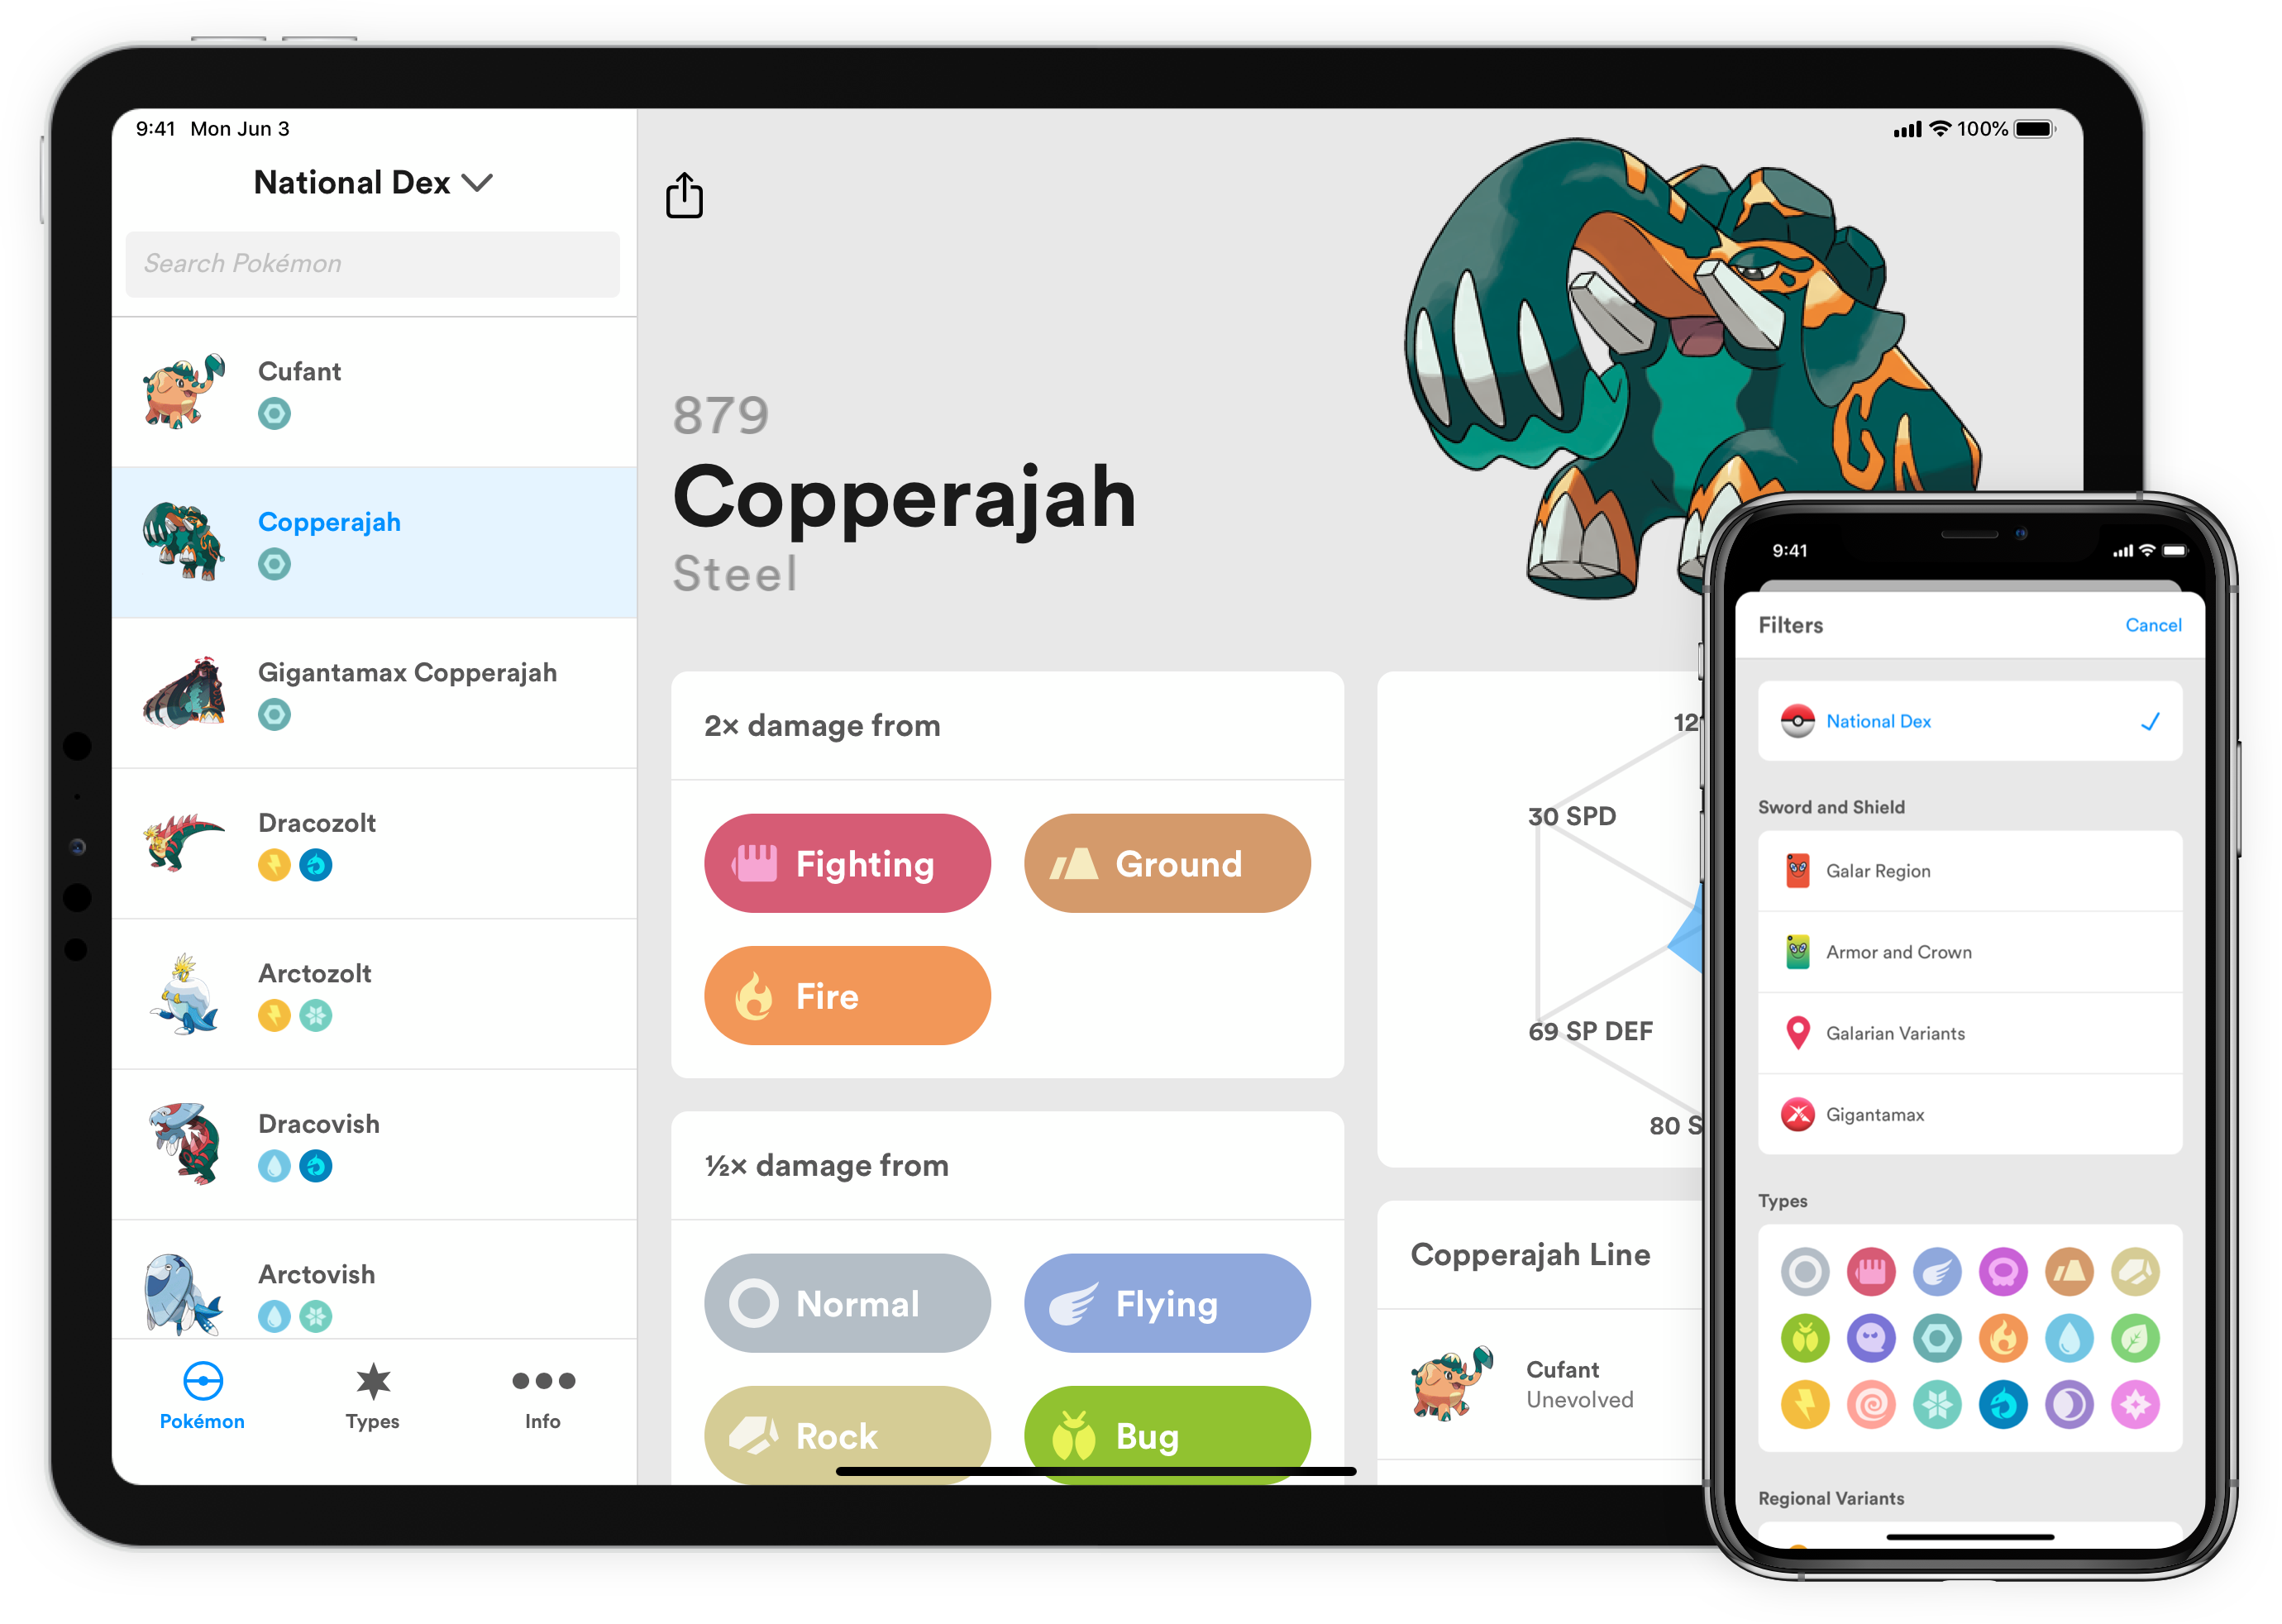 9:41 Mon Jun 3
100%
National Dex
Search Pokémon
Cufant
Copperajah
Gigantamax Copperajah
Dracozolt
Arctozolt
Dracovish
Arctovish
Pokémon
Types
Info
879
Copperajah
Steel
2× damage from
Fighting
Ground
Fire
½× damage from
Normal
Flying
Rock
Bug
30 SPD
69 SP DEF
Copperajah Line
Cufant
Unevolved
9:41
Filters
Cancel
National Dex
Sword and Shield
Galar Region
Armor and Crown
Galarian Variants
Gigantamax
Types
Regional Variants